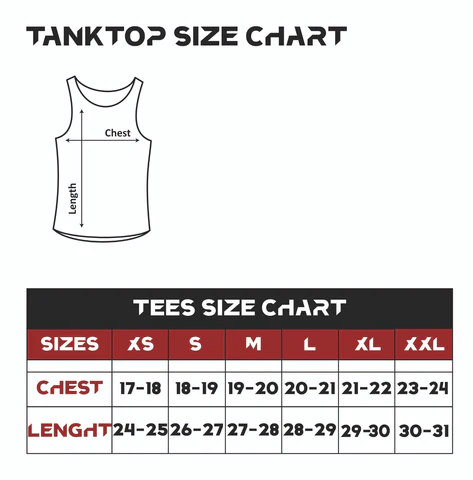 TANKTOP SIZE CHART
Chest
Length
TEES SIZE CHART
SIZES XS S M L XL XXL
CHEST 17-18 18-19 19-20 20-21 21-22 23-24
LENGHT 24-25 26-27 27-28 28-29 29-30 30-31